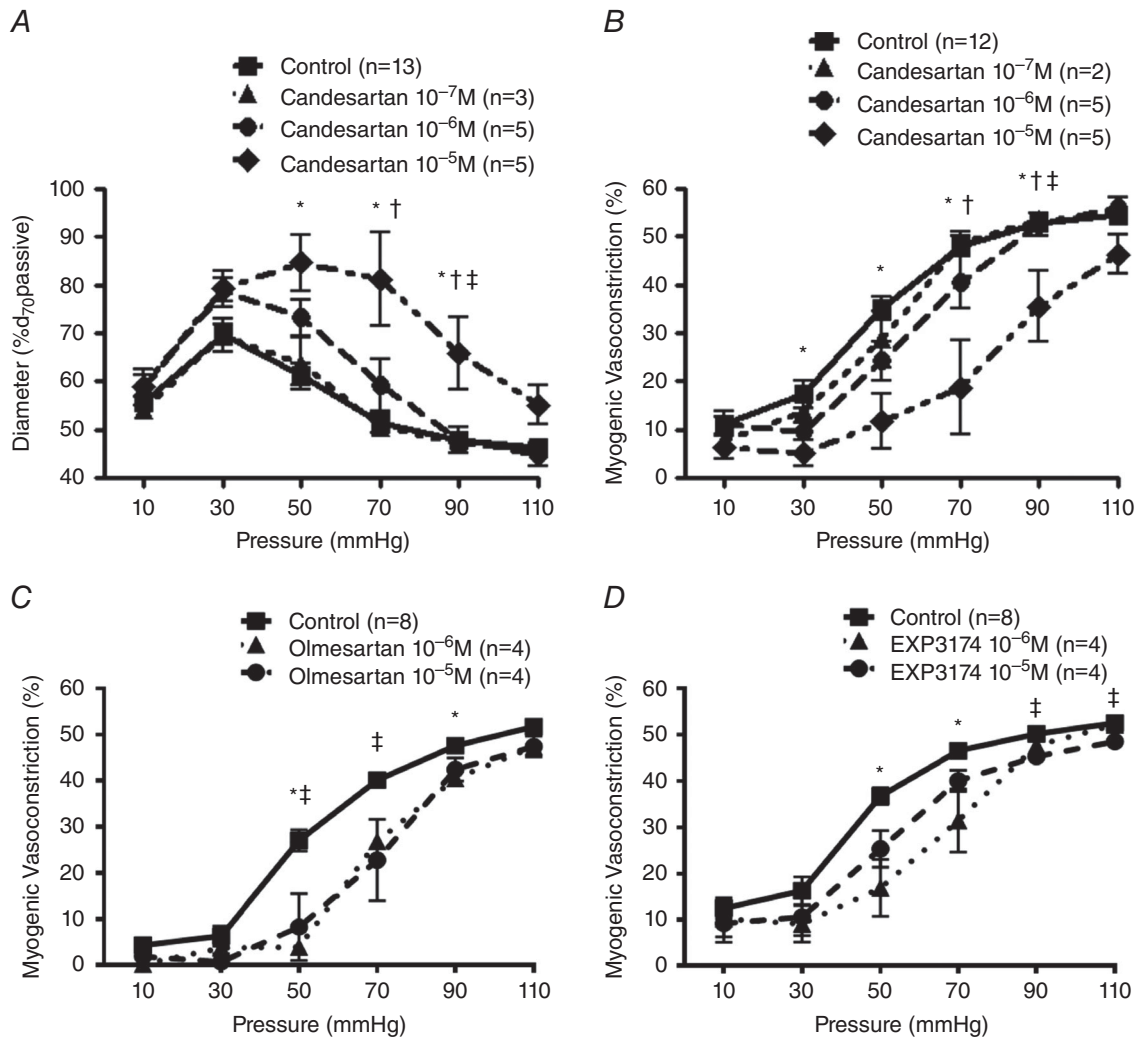 A
Control (n=13)
Candesartan 10⁻⁷M (n=3)
Candesartan 10⁻⁶M (n=5)
Candesartan 10⁻⁵M (n=5)
Diameter (%d₇₀passive)
100
90
80
70
60
50
40
* * † * † ‡
10 30 50 70 90 110
Pressure (mmHg)
B
Control (n=12)
Candesartan 10⁻⁷M (n=2)
Candesartan 10⁻⁶M (n=5)
Candesartan 10⁻⁵M (n=5)
Myogenic Vasoconstriction (%)
60
50
40
30
20
10
0
* * * † * † ‡
10 30 50 70 90 110
Pressure (mmHg)
C
Control (n=8)
Olmesartan 10⁻⁶M (n=4)
Olmesartan 10⁻⁵M (n=4)
Myogenic Vasoconstriction (%)
60
50
40
30
20
10
0
*‡ ‡ *
10 30 50 70 90 110
Pressure (mmHg)
D
Control (n=8)
EXP3174 10⁻⁶M (n=4)
EXP3174 10⁻⁵M (n=4)
Myogenic Vasoconstriction (%)
60
50
40
30
20
10
0
* * ‡ ‡
10 30 50 70 90 110
Pressure (mmHg)